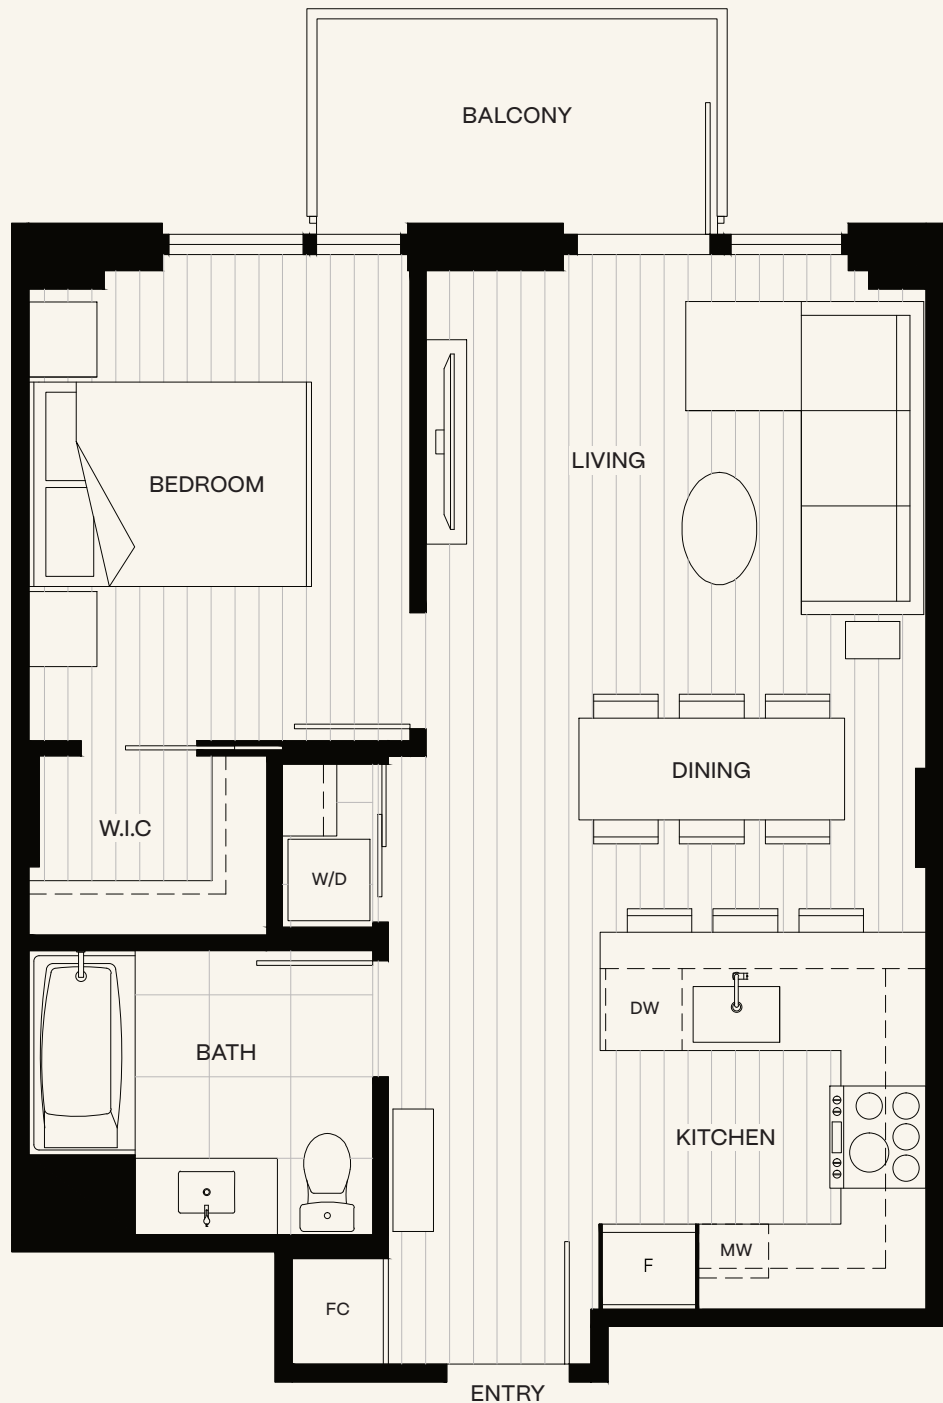 BALCONY
LIVING
BEDROOM
DINING
W.I.C
W/D
DW
BATH
KITCHEN
MW
F
FC
ENTRY